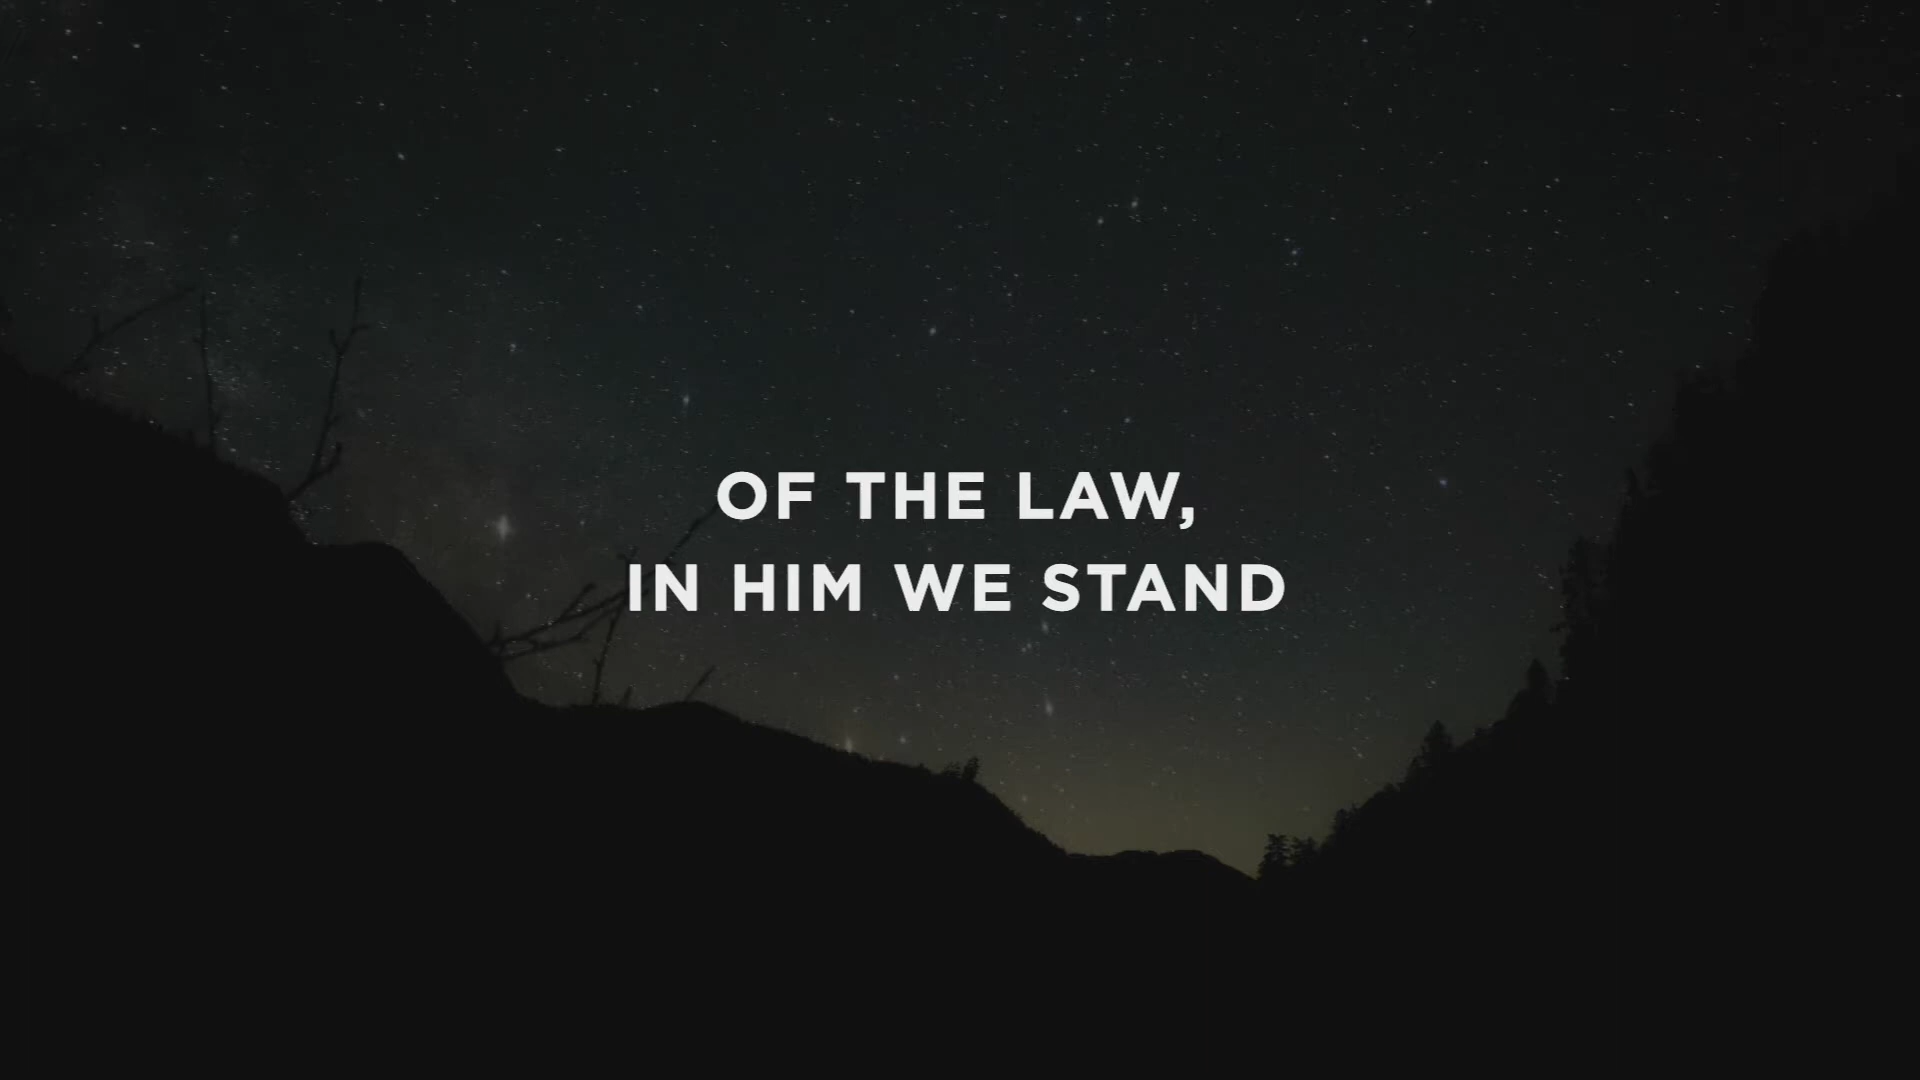 OF THE LAW,
IN HIM WE STAND